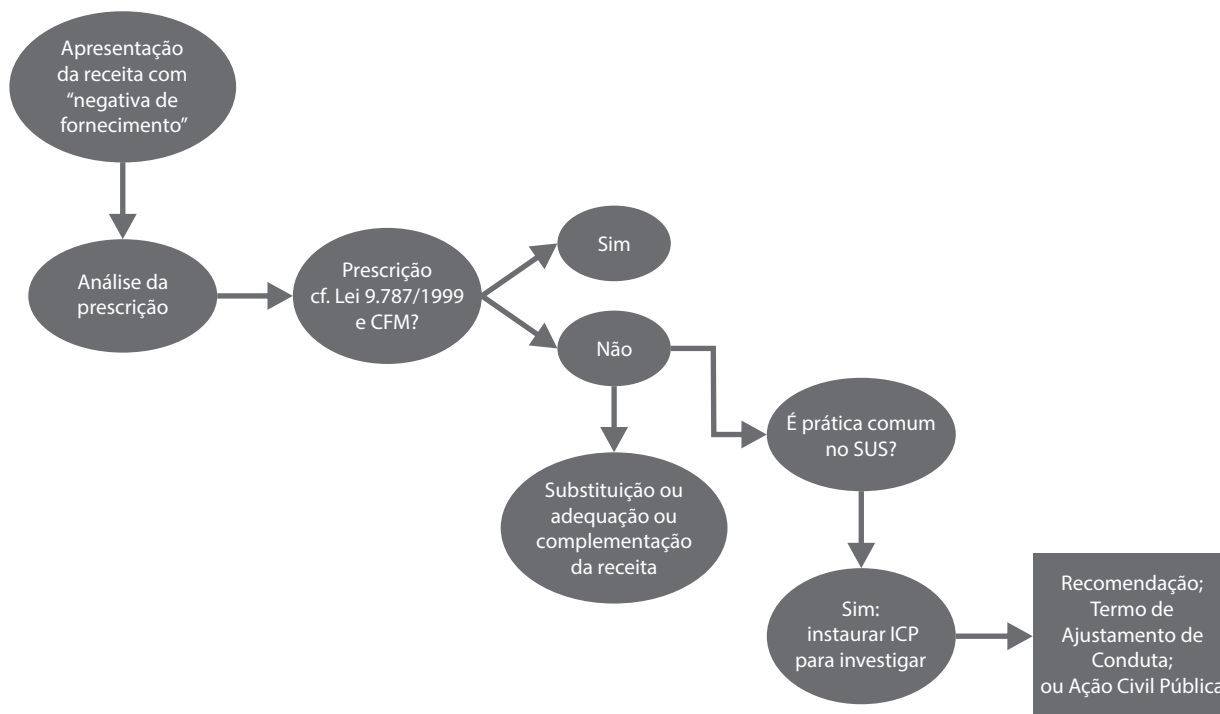 Apresentação
da receita com
“negativa de
fornecimento”
Análise da
prescrição
Prescrição
cf. Lei 9.787/1999
e CFM?
Sim
Não
Substituição ou
adequação ou
complementação
da receita
É prática comum
no SUS?
Sim:
instaurar ICP
para investigar
Recomendação;
Termo de
Ajustamento de
Conduta;
ou Ação Civil Pública